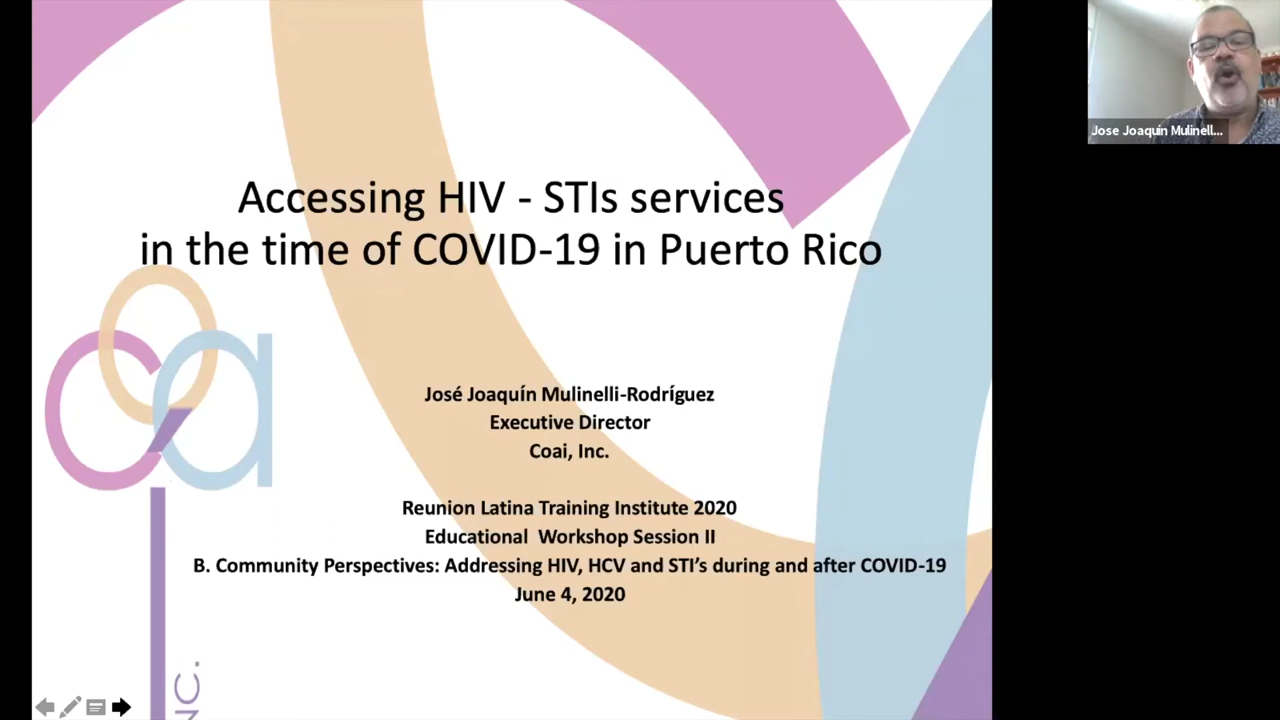 Accessing HIV - STIs services
in the time of COVID-19 in Puerto Rico
coai
NC.
José Joaquín Mulinelli-Rodríguez
Executive Director
Coai, Inc.
Reunion Latina Training Institute 2020
Educational Workshop Session II
B. Community Perspectives: Addressing HIV, HCV and STI's during and after COVID-19
June 4, 2020
Jose Joaquin Mulinell...